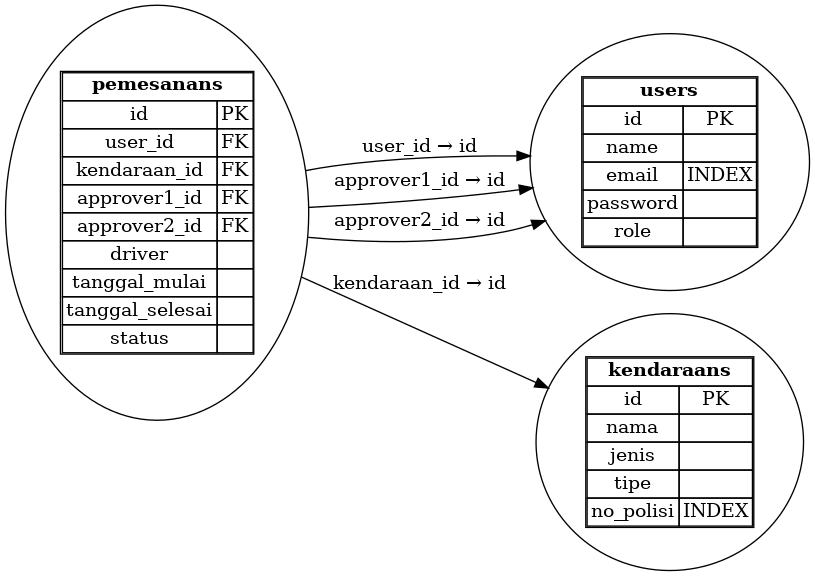 pemesanans
id PK
user_id FK
kendaraan_id FK
approver1_id FK
approver2_id FK
driver
tanggal_mulai
tanggal_selesai
status
user_id → id
approver1_id → id
approver2_id → id
kendaraan_id → id
users
id PK
name
email INDEX
password
role
kendaraans
id PK
nama
jenis
tipe
no_polisi INDEX